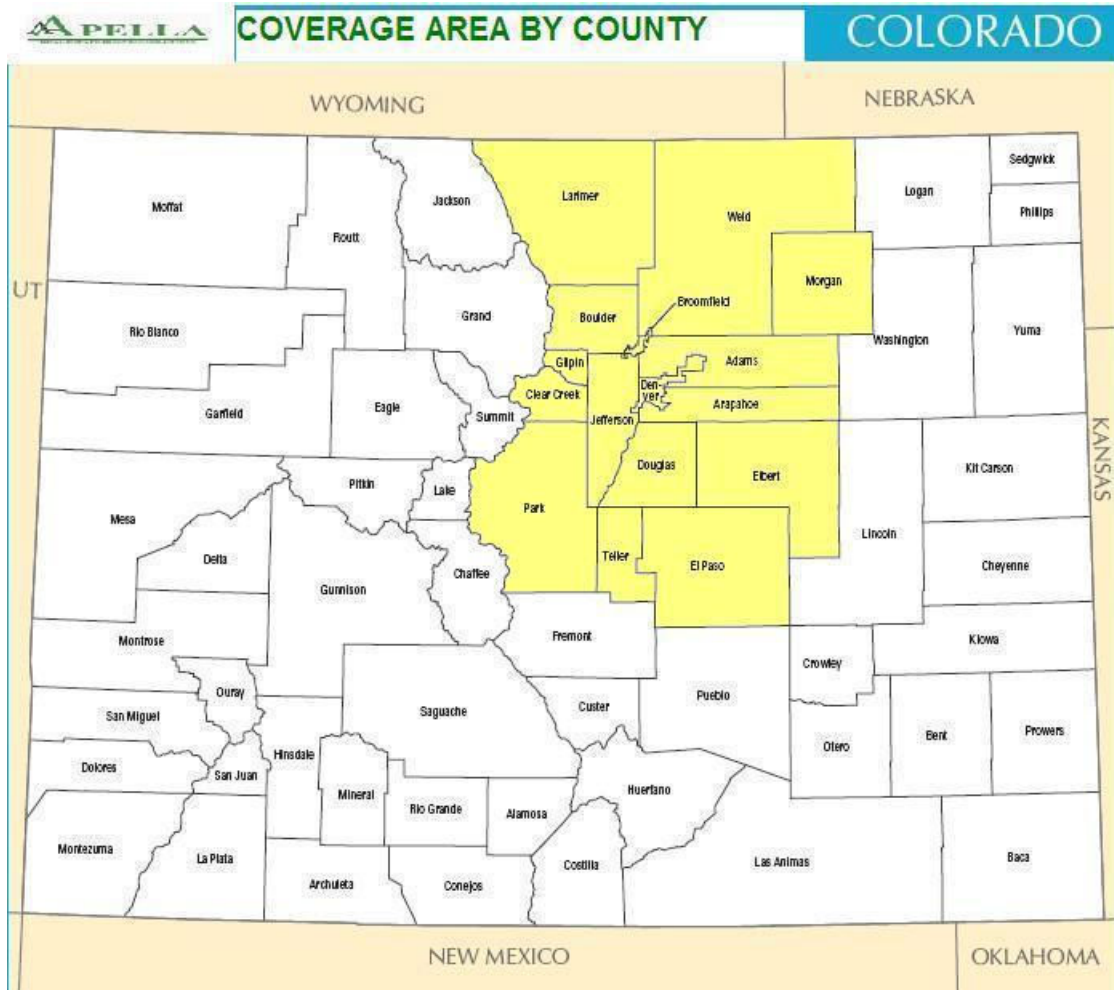 APELLA
COVERAGE AREA BY COUNTY
COLORADO
WYOMING
NEBRASKA
UT
KANSAS
Moffat
Routt
Jackson
Larimer
Weld
Logan
Sedgwick
Phillips
Morgan
Rio Blanco
Grand
Boulder
Broomfield
Washington
Yuma
Gilpin
Adams
Clear Creek
Den-
ver
Arapahoe
Garfield
Eagle
Summit
Jefferson
Douglas
Elbert
Kit Carson
Pitkin
Lake
Park
Mesa
Lincoln
Delta
Gunnison
Chaffee
Teller
El Paso
Cheyenne
Montrose
Fremont
Kiowa
Crowley
Ouray
San Miguel
Saguache
Custer
Pueblo
Otero
Bent
Prowers
Dolores
San Juan
Hinsdale
Mineral
Rio Grande
Alamosa
Huerfano
Montezuma
La Plata
Archuleta
Conejos
Costilla
Las Animas
Baca
NEW MEXICO
OKLAHOMA